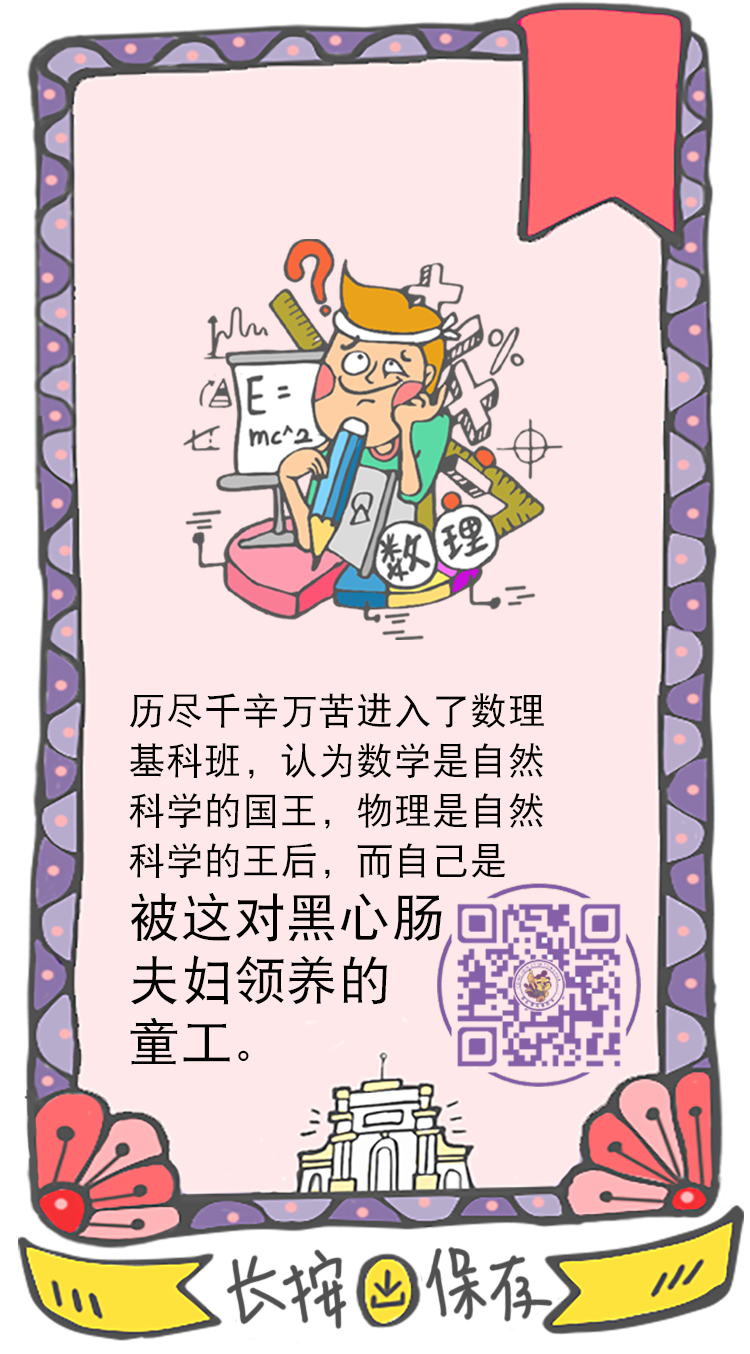 E =
mc^2
数 理
历尽千辛万苦进入了数理
基科班，认为数学是自然
科学的国王，物理是自然
科学的王后，而自己是
被这对黑心肠
夫妇领养的
童工。
长按 保存